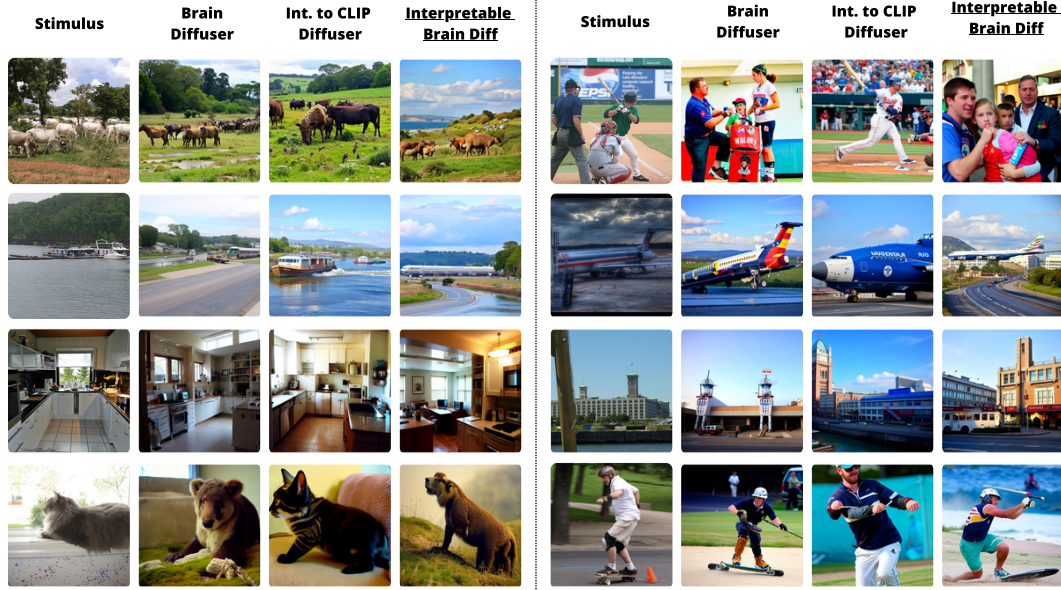 Stimulus
Brain
Diffuser
Int. to CLIP
Diffuser
Interpretable
Brain Diff
Stimulus
Brain
Diffuser
Int. to CLIP
Diffuser
Interpretable
Brain Diff
PEPSI